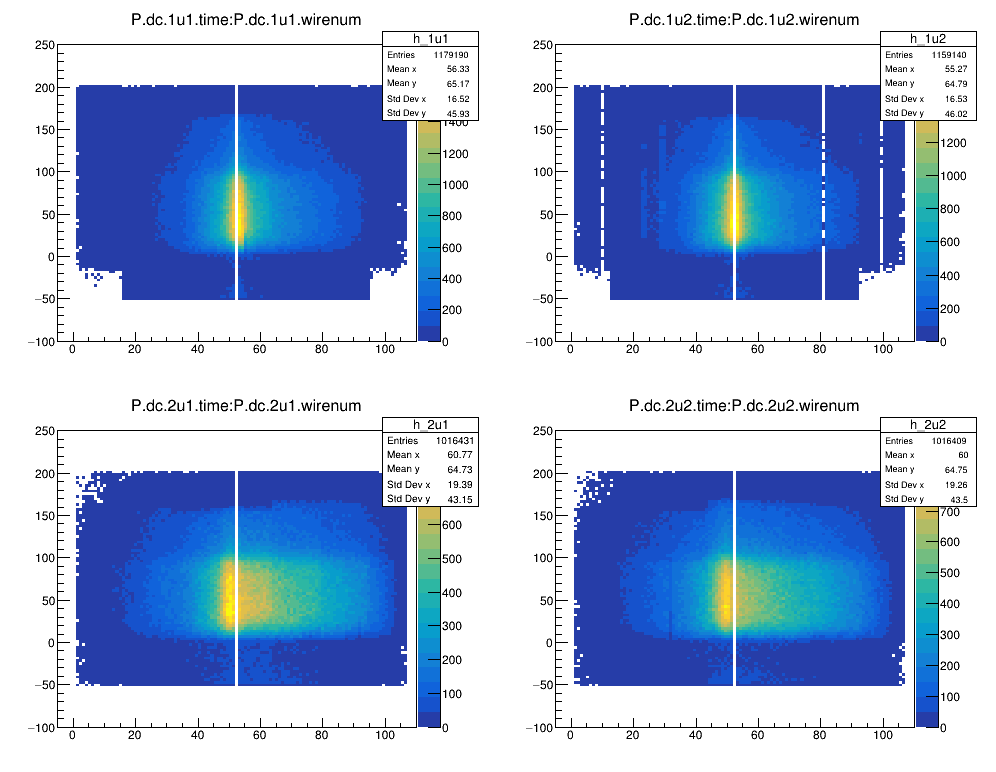 P.dc.1u1.time:P.dc.1u1.wirenum
h_1u1
Entries 1179190
Mean x 56.33
Mean y 65.17
Std Dev x 16.52
Std Dev y 45.93
250
200
150
100
50
0
−50
−100
0 20 40 60 80 100
1400
1200
1000
800
600
400
200
0
P.dc.1u2.time:P.dc.1u2.wirenum
h_1u2
Entries 1159140
Mean x 55.27
Mean y 64.79
Std Dev x 16.53
Std Dev y 46.02
250
200
150
100
50
0
−50
−100
0 20 40 60 80 100
1200
1000
800
600
400
200
0
P.dc.2u1.time:P.dc.2u1.wirenum
h_2u1
Entries 1016431
Mean x 60.77
Mean y 64.73
Std Dev x 19.39
Std Dev y 43.15
250
200
150
100
50
0
−50
−100
0 20 40 60 80 100
600
500
400
300
200
100
0
P.dc.2u2.time:P.dc.2u2.wirenum
h_2u2
Entries 1016409
Mean x 60
Mean y 64.75
Std Dev x 19.26
Std Dev y 43.5
250
200
150
100
50
0
−50
−100
0 20 40 60 80 100
700
600
500
400
300
200
100
0